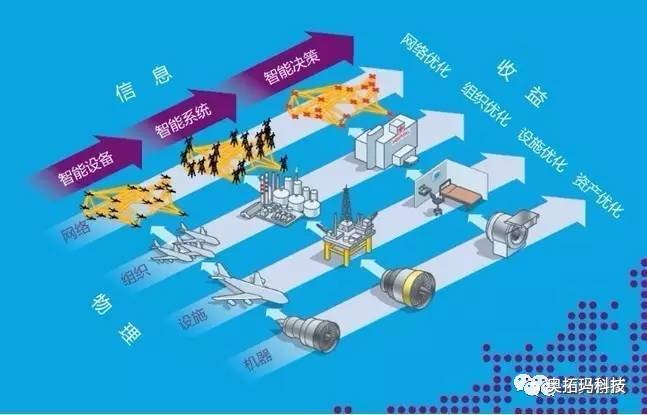 信息
智能设备
智能系统
智能决策
收益
网络优化
组织优化
设施优化
资产优化
网络
组织
设施
机器
物理
奥拓玛科技